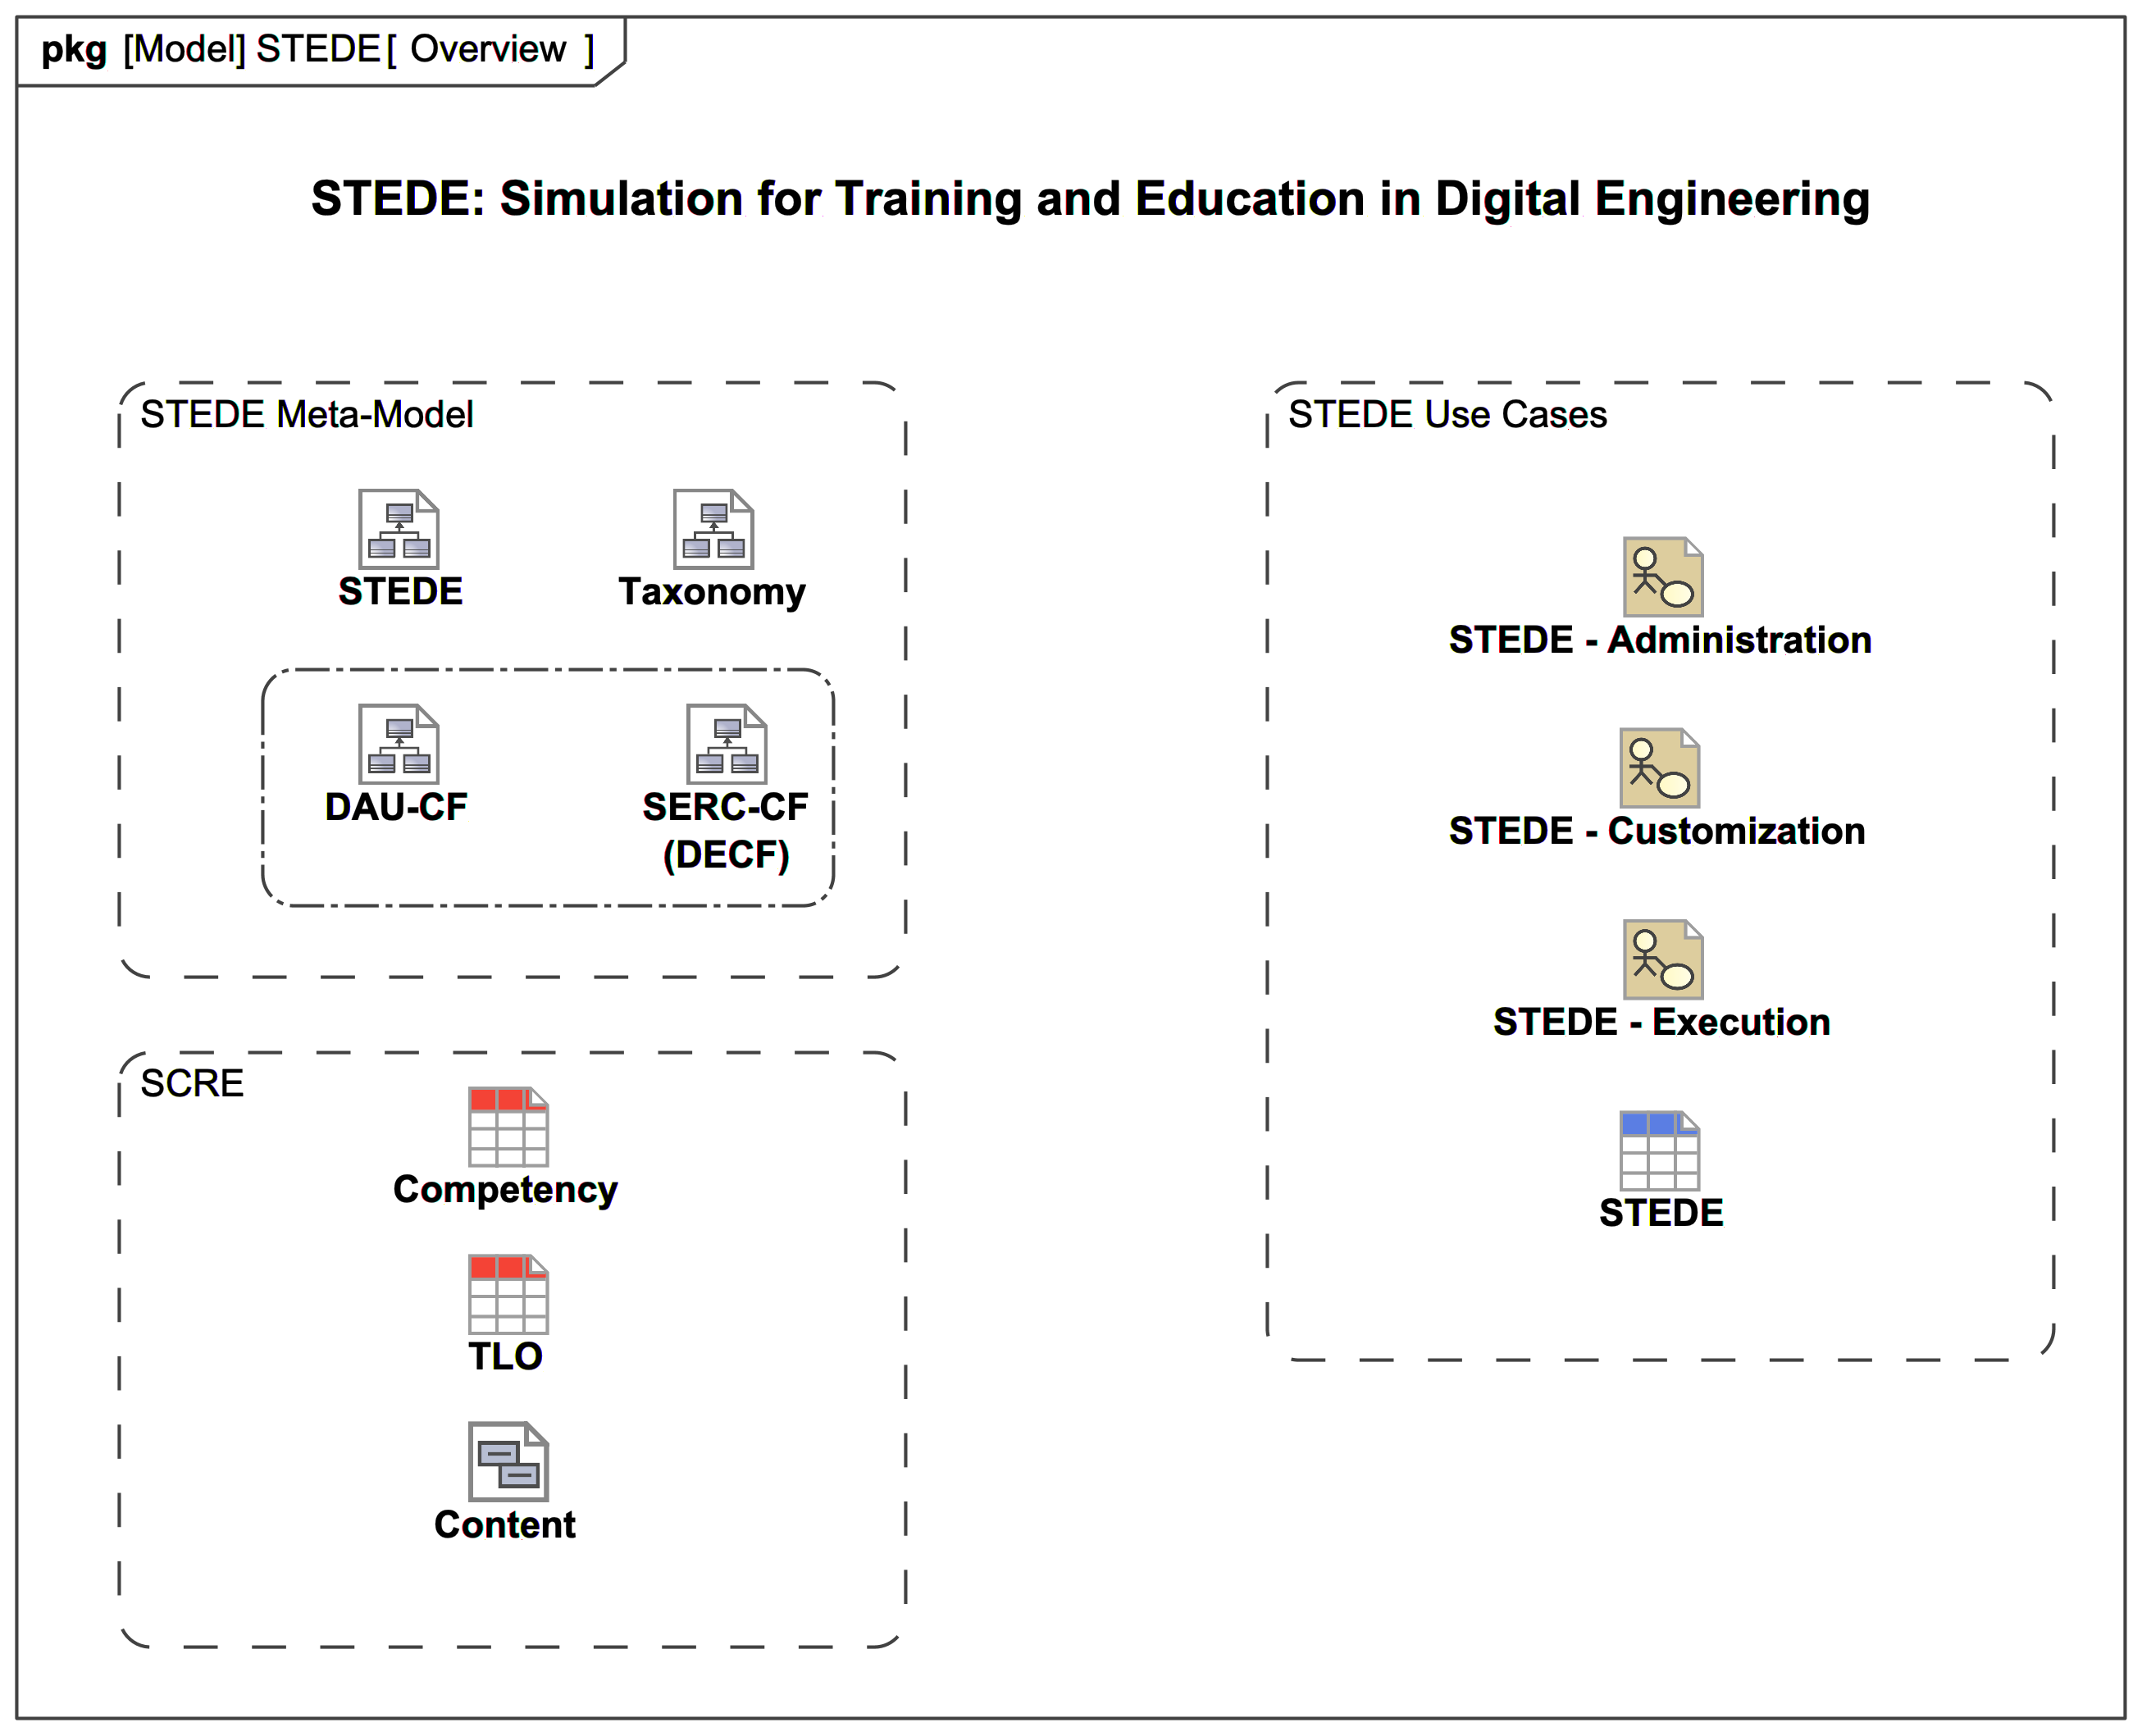 pkg [Model] STEDE [ Overview ]
STEDE: Simulation for Training and Education in Digital Engineering
STEDE Meta-Model
STEDE
Taxonomy
DAU-CF
SERC-CF
(DECF)
SCRE
Competency
TLO
Content
STEDE Use Cases
STEDE - Administration
STEDE - Customization
STEDE - Execution
STEDE